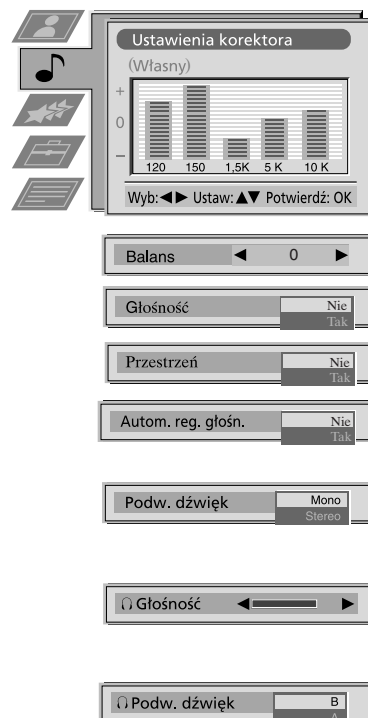 Ustawienia korektora
(Własny)
+
0
−
120 150 1,5K 5 K 10 K
Wyb:◀▶ Ustaw:▲▼ Potwierdź: OK
Balans ◀ 0 ▶
Głośność Nie
Tak
Przestrzeń Nie
Tak
Autom. reg. głośn. Nie
Tak
Podw. dźwięk Mono
Stereo
Głośność ◀ ▶
Podw. dźwięk B
A